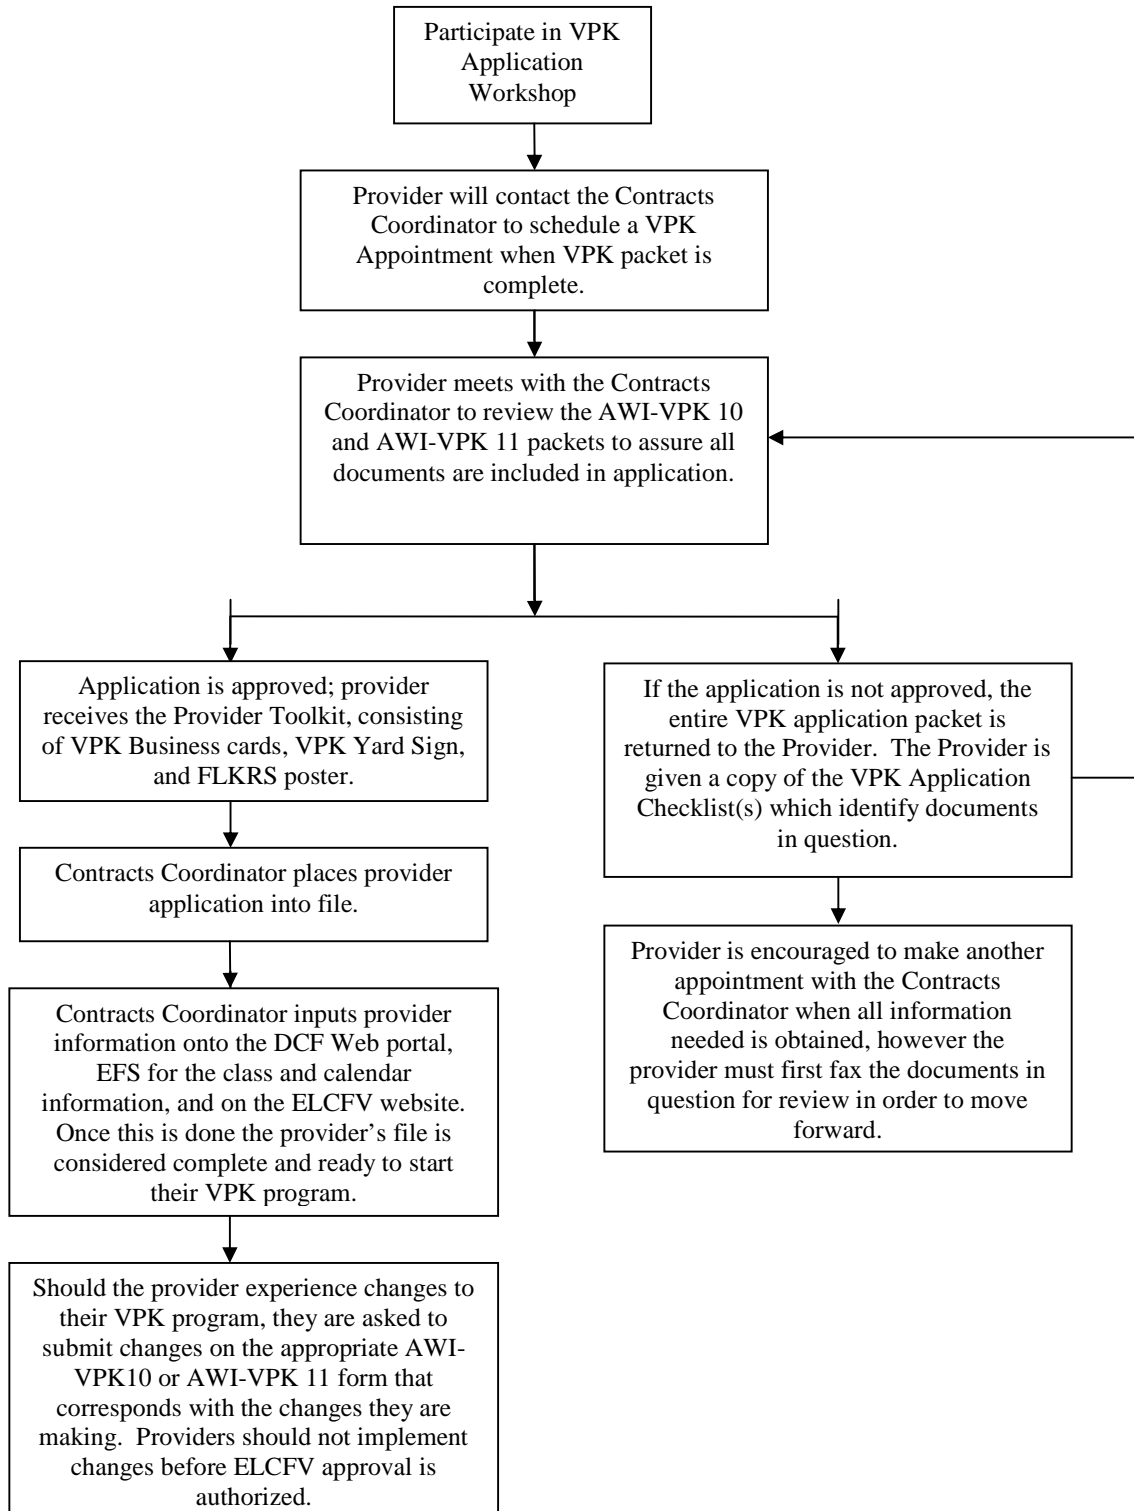 Participate in VPK
Application
Workshop
Provider will contact the Contracts
Coordinator to schedule a VPK
Appointment when VPK packet is
complete.
Provider meets with the Contracts
Coordinator to review the AWI-VPK 10
and AWI-VPK 11 packets to assure all
documents are included in application.
Application is approved; provider
receives the Provider Toolkit, consisting
of VPK Business cards, VPK Yard Sign,
and FLKRS poster.
Contracts Coordinator places provider
application into file.
Contracts Coordinator inputs provider
information onto the DCF Web portal,
EFS for the class and calendar
information, and on the ELCFV website.
Once this is done the provider’s file is
considered complete and ready to start
their VPK program.
Should the provider experience changes to
their VPK program, they are asked to
submit changes on the appropriate AWI-
VPK10 or AWI-VPK 11 form that
corresponds with the changes they are
making.  Providers should not implement
changes before ELCFV approval is
authorized.
If the application is not approved, the
entire VPK application packet is
returned to the Provider.  The Provider is
given a copy of the VPK Application
Checklist(s) which identify documents
in question.
Provider is encouraged to make another
appointment with the Contracts
Coordinator when all information
needed is obtained, however the
provider must first fax the documents in
question for review in order to move
forward.